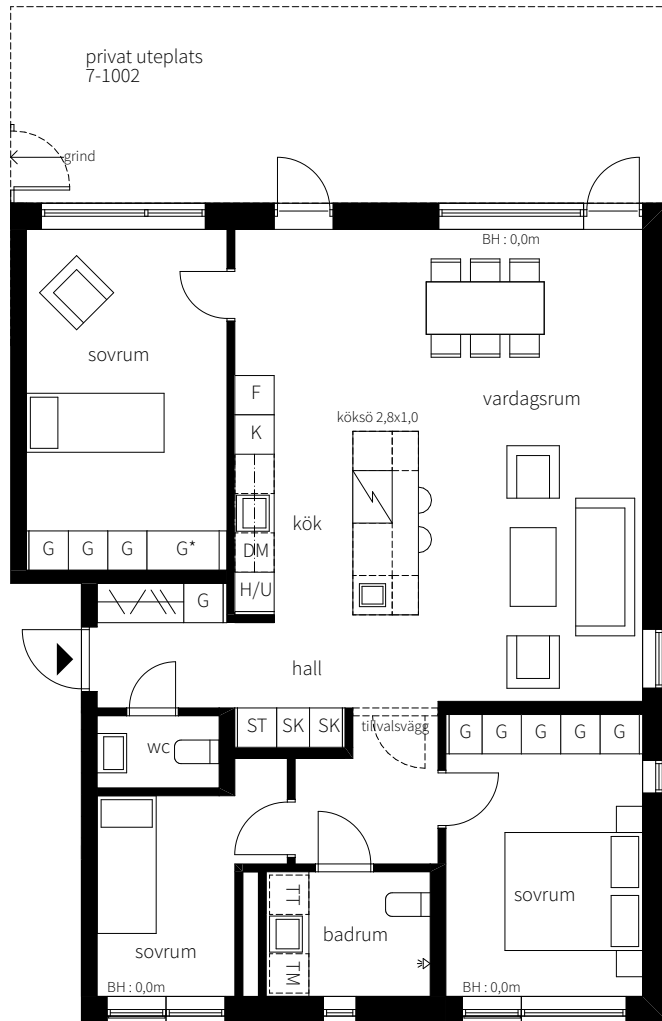 privat uteplats
7-1002
grind
BH : 0,0m
sovrum
vardagsrum
F
köksö 2,8x1,0
K
kök
G G G G*
DM
H/U
G
hall
ST SK SK
tillvalsvägg
G G G G G
wc
TT
sovrum
badrum
sovrum
TM
BH : 0,0m
BH : 0,0m